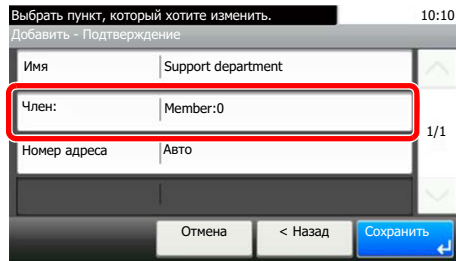 Выбрать пункт, который хотите изменить. 10:10
Добавить - Подтверждение
Имя Support department
Член: Member:0
1/1
Номер адреса Авто
Отмена < Назад Сохранить